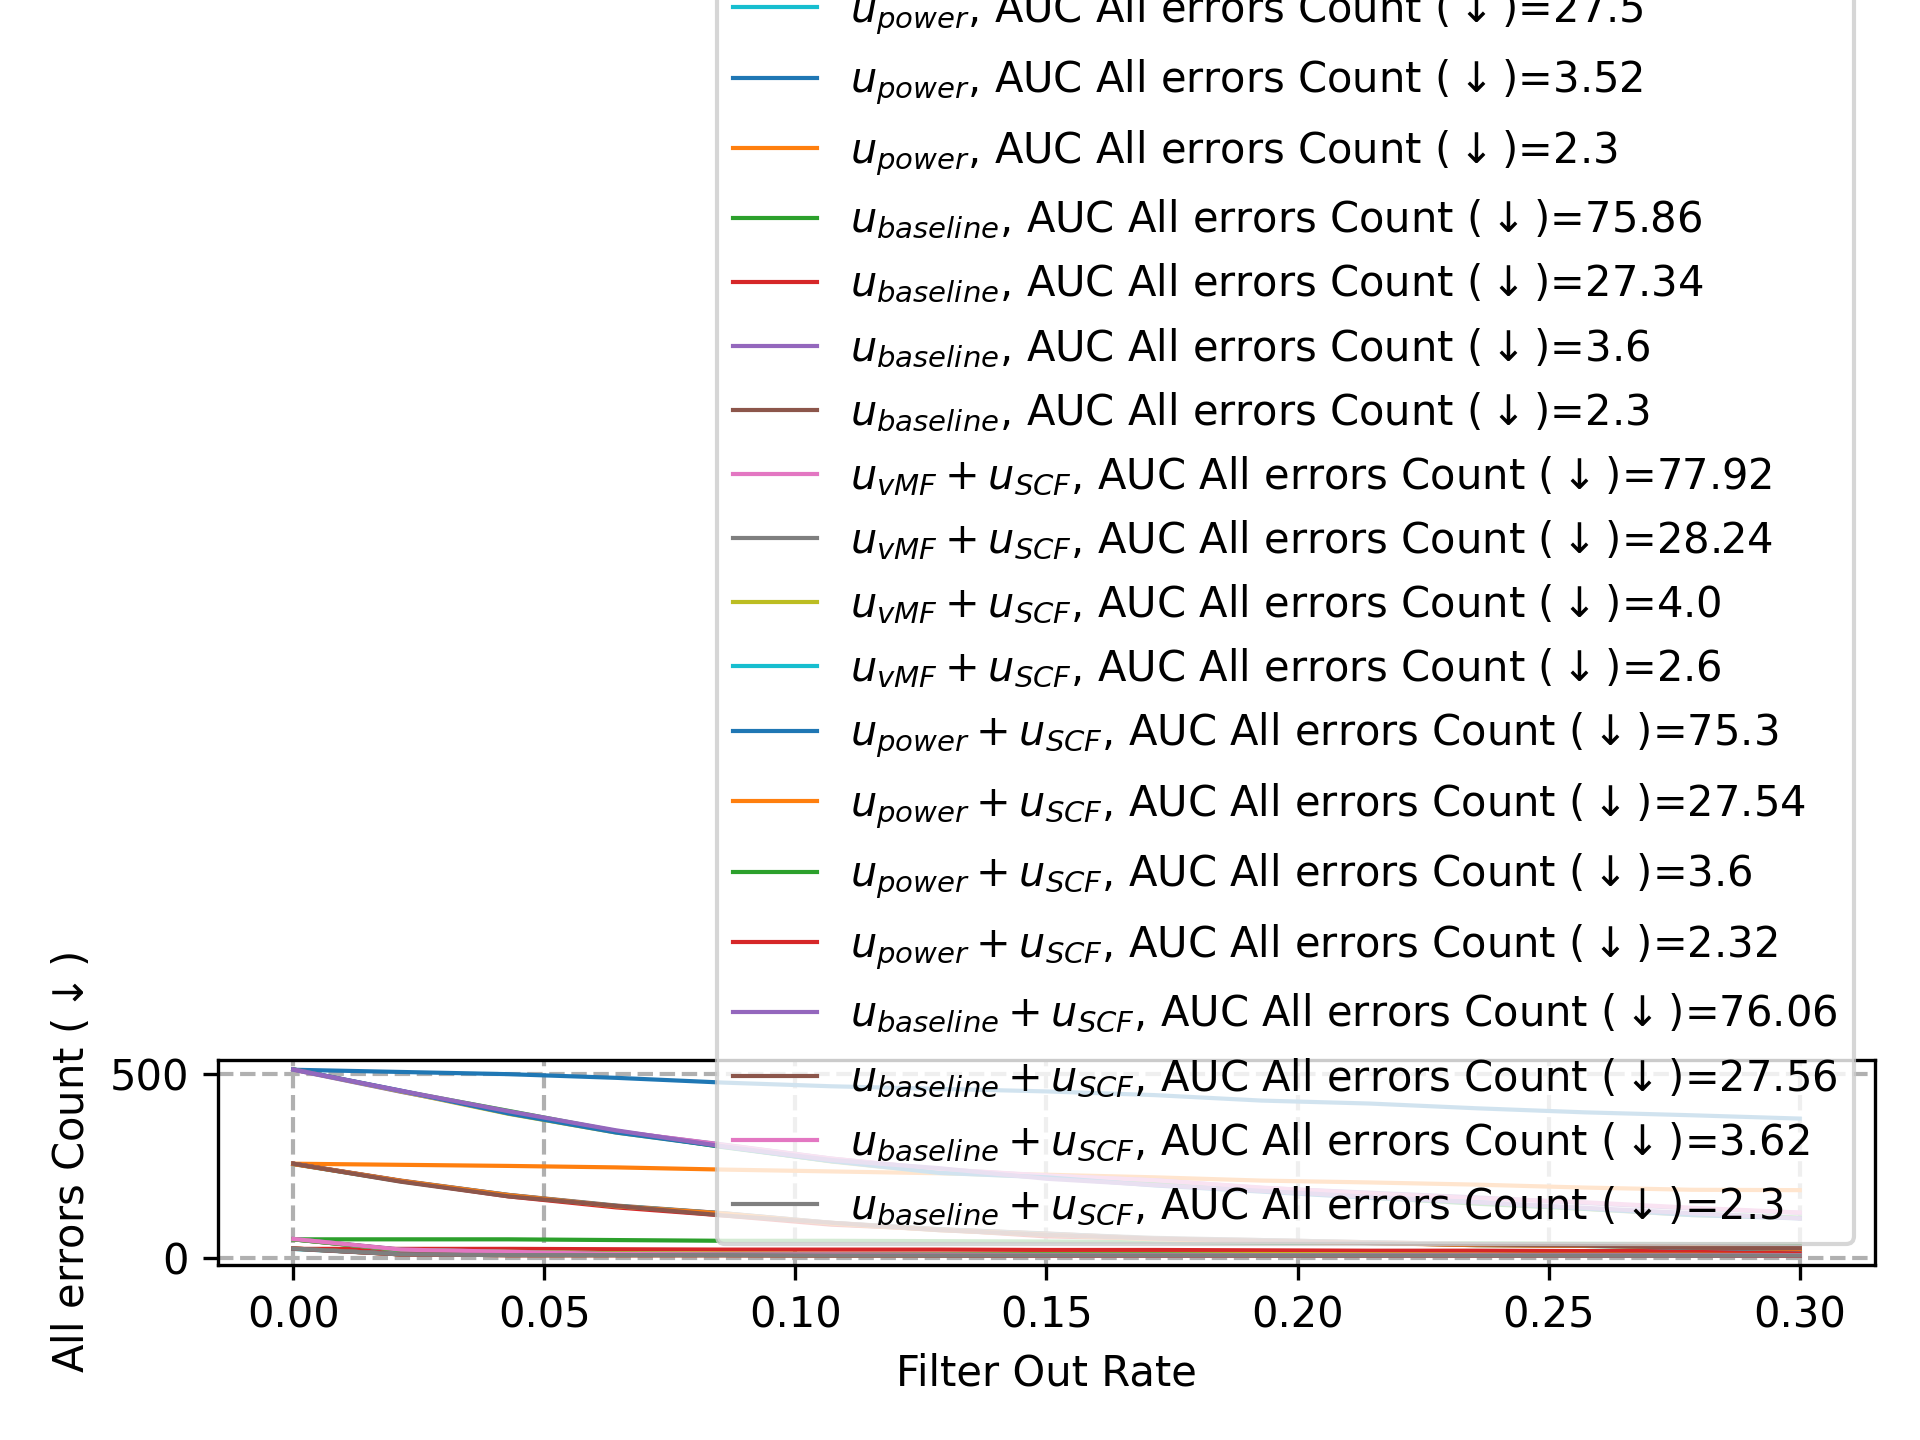 u_power, AUC All errors Count (↓)=27.5
u_power, AUC All errors Count (↓)=3.52
u_power, AUC All errors Count (↓)=2.3
u_baseline, AUC All errors Count (↓)=75.86
u_baseline, AUC All errors Count (↓)=27.34
u_baseline, AUC All errors Count (↓)=3.6
u_baseline, AUC All errors Count (↓)=2.3
u_vMF + u_SCF, AUC All errors Count (↓)=77.92
u_vMF + u_SCF, AUC All errors Count (↓)=28.24
u_vMF + u_SCF, AUC All errors Count (↓)=4.0
u_vMF + u_SCF, AUC All errors Count (↓)=2.6
u_power + u_SCF, AUC All errors Count (↓)=75.3
u_power + u_SCF, AUC All errors Count (↓)=27.54
u_power + u_SCF, AUC All errors Count (↓)=3.6
u_power + u_SCF, AUC All errors Count (↓)=2.32
u_baseline + u_SCF, AUC All errors Count (↓)=76.06
u_baseline + u_SCF, AUC All errors Count (↓)=27.56
u_baseline + u_SCF, AUC All errors Count (↓)=3.62
u_baseline + u_SCF, AUC All errors Count (↓)=2.3
All errors Count (↓)
500
0
0.00 0.05 0.10 0.15 0.20 0.25 0.30
Filter Out Rate